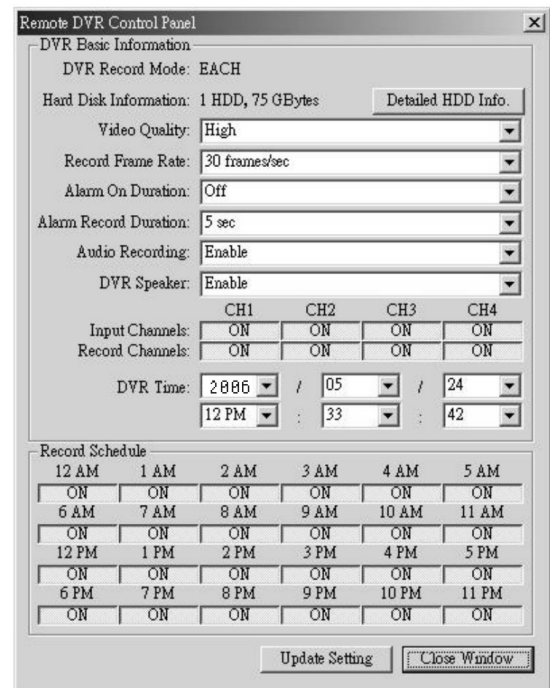 Remote DVR Control Panel
DVR Basic Information
DVR Record Mode: EACH
Hard Disk Information: 1 HDD, 75 GBytes Detailed HDD Info.
Video Quality: High
Record Frame Rate: 30 frames/sec
Alarm On Duration: Off
Alarm Record Duration: 5 sec
Audio Recording: Enable
DVR Speaker: Enable
CH1 CH2 CH3 CH4
Input Channels: ON ON ON ON
Record Channels: ON ON ON ON
DVR Time: 2006 / 05 / 24
12 PM : 33 : 42
Record Schedule
12 AM 1 AM 2 AM 3 AM 4 AM 5 AM
ON ON ON ON ON ON
6 AM 7 AM 8 AM 9 AM 10 AM 11 AM
ON ON ON ON ON ON
12 PM 1 PM 2 PM 3 PM 4 PM 5 PM
ON ON ON ON ON ON
6 PM 7 PM 8 PM 9 PM 10 PM 11 PM
ON ON ON ON ON ON
Update Setting Close Window